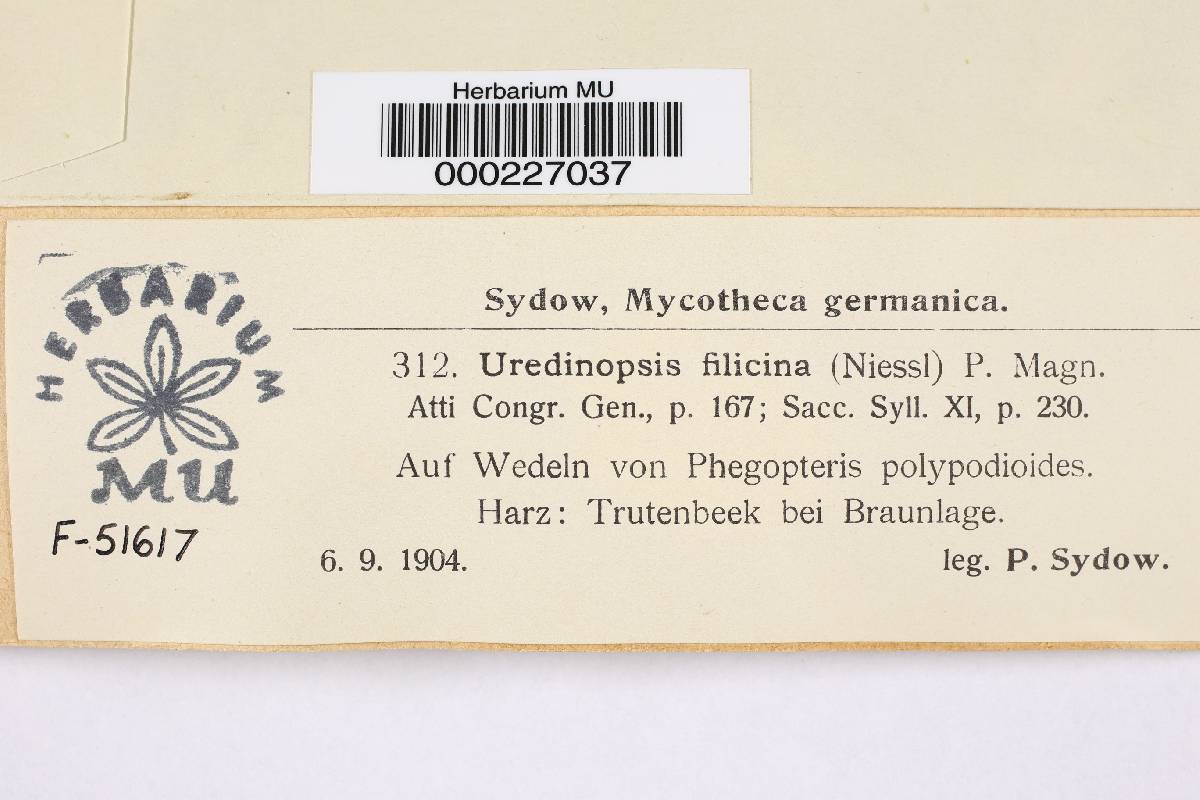 Herbarium MU
000227037
HERBARIUM
MU
F-51617
Sydow, Mycotheca germanica.
312. Uredinopsis filicina (Niessl) P. Magn.
Atti Congr. Gen., p. 167; Sacc. Syll. XI, p. 230.
Auf Wedeln von Phegopteris polypodioides.
Harz: Trutenbeek bei Braunlage.
6. 9. 1904. leg. P. Sydow.